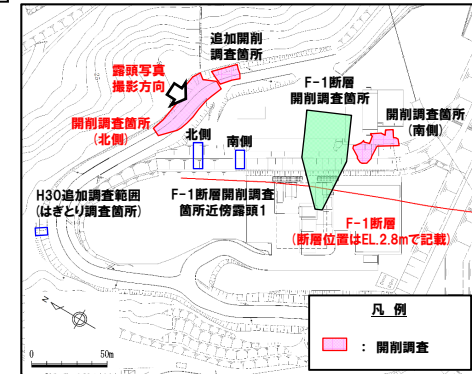 追加開削
調査箇所
露頭写真
撮影方向
F-1断層
開削調査箇所
開削調査箇所
(南側)
開削調査箇所
(北側)
北側
南側
H30追加調査範囲
(はぎとり調査箇所)
F-1断層開削調査
箇所近傍露頭1
F-1断層
(断層位置はEL.2.8mで記載)
N
0
50m
凡 例
: 開削調査